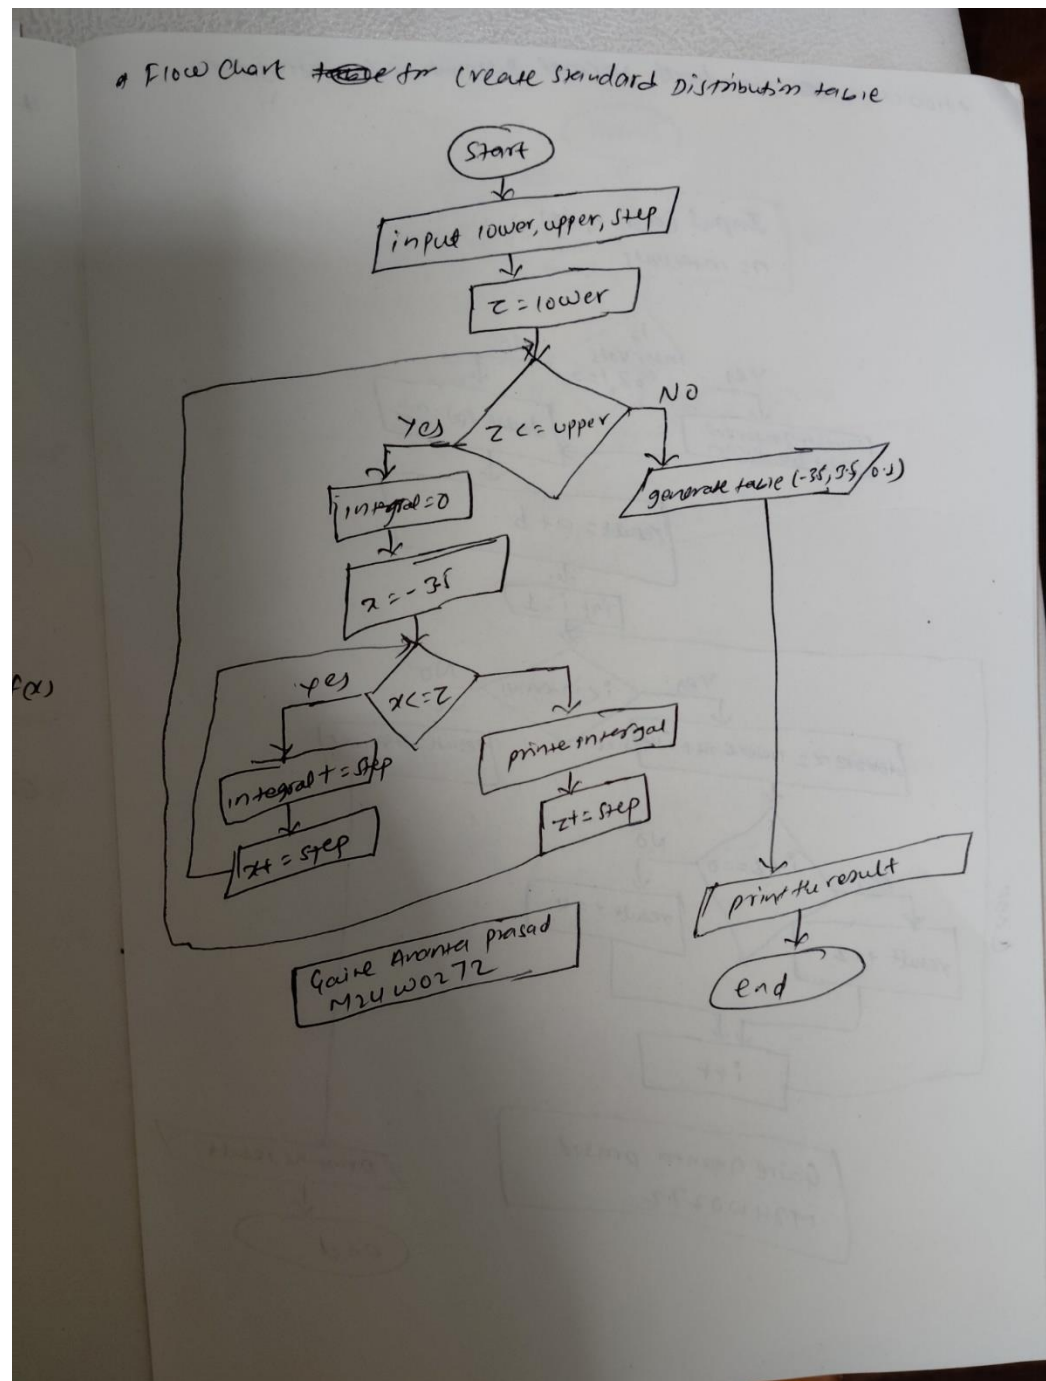 Flow Chart for Create Standard Distribution table
Start
input lower, upper, step
z = lower
z <= upper
Yes
NO
integral = 0
generate table (-3.5, 3.5, 0.1)
x = -3.5
f(x)
yes
x <= z
printe intergal
integral += step
z += step
x += step
print the result
Gaire Ananta prasad
M24W0272
end